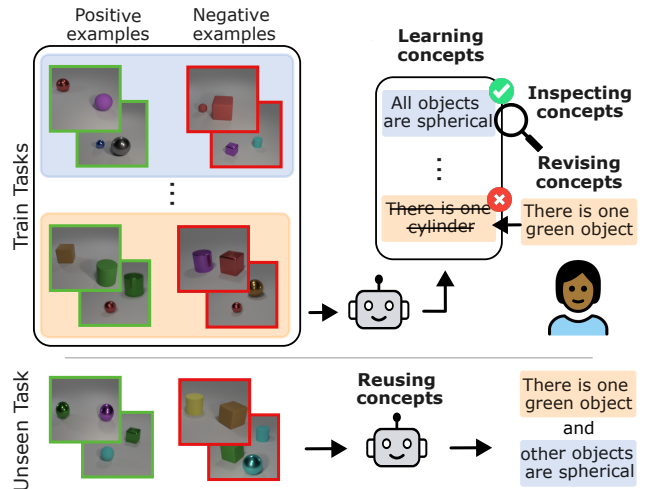 Positive
examples
Negative
examples
Train Tasks
Learning
concepts
All objects
are spherical
Inspecting
concepts
Revising
concepts
There is one
cylinder
There is one
green object
Unseen Task
Reusing
concepts
There is one
green object
and
other objects
are spherical